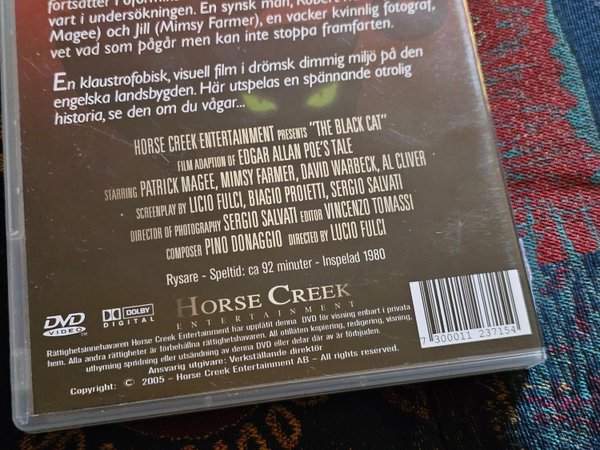 vart i undersökningen. En synsk man, Robert
Magee) och Jill (Mimsy Farmer), en vacker kvinnlig fotograf,
vet vad som pågår men kan inte stoppa framfarten.
En klaustrofobisk, visuell film i drömsk dimmig miljö på den
engelska landsbygden. Här utspelas en spännande otrolig
historia, se den om du vågar...
HORSE CREEK ENTERTAINMENT PRESENTS "THE BLACK CAT"
FILM ADAPTION OF EDGAR ALLAN POE'S TALE
STARRING PATRICK MAGEE, MIMSY FARMER, DAVID WARBECK, AL CLIVER
SCREENPLAY BY LICIO FULCI, BIAGIO PROIETTI, SERGIO SALVATI
DIRECTOR OF PHOTOGRAPHY SERGIO SALVATI EDITOR VINCENZO TOMASSI
COMPOSER PINO DONAGGIO DIRECTED BY LUCIO FULCI
Rysare - Speltid: ca 92 minuter - Inspelad 1980
HORSE CREEK
ENTERTAINMENT
DVD
VIDEO
DOLBY
DIGITAL
7 300011 237154
Rättighetsinnehavaren Horse Creek Entertainment har upplåtit denna DVD för visning enbart i privata
hem. Alla andra rättigheter är förbehållna rättighetshavaren. All otillåten kopiering, redigering, visning,
uthyrning spridning eller utsändning av denna DVD eller delar där av är förbjuden.
Ansvarig utgivare: Verkställande direktör
Copyright: © 2005 - Horse Creek Entertainment AB - All rights reserved.